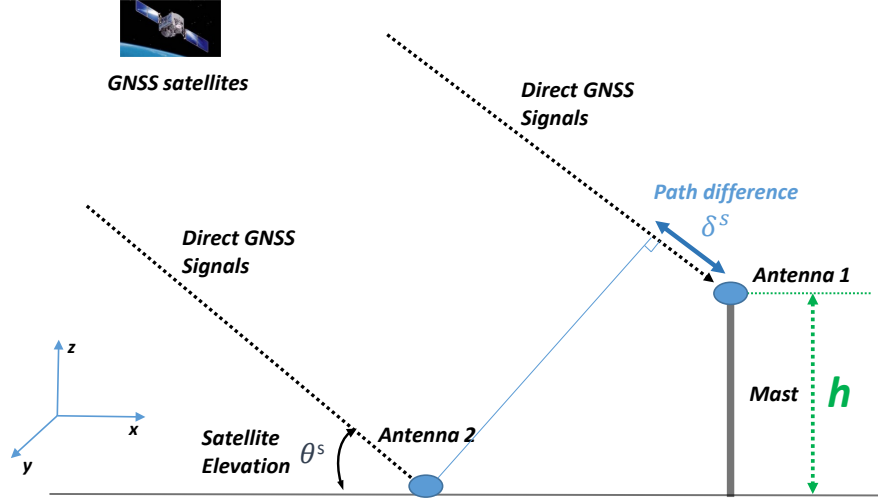 GNSS satellites
Direct GNSS
Signals
Path difference
δˢ
Direct GNSS
Signals
Antenna 1
z
x
y
Mast
h
Satellite
Elevation
θˢ
Antenna 2